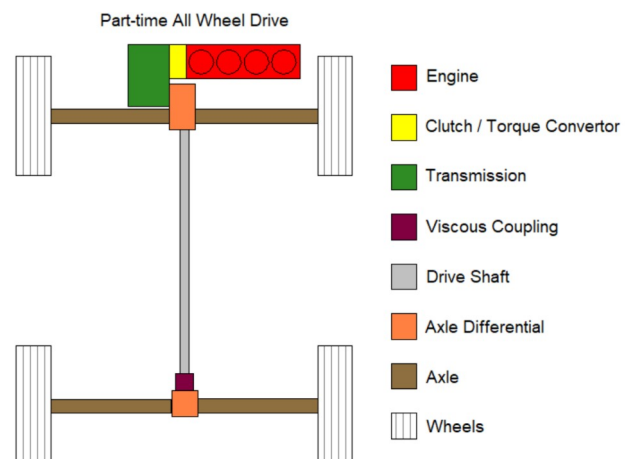 Part-time All Wheel Drive
Engine
Clutch / Torque Convertor
Transmission
Viscous Coupling
Drive Shaft
Axle Differential
Axle
Wheels